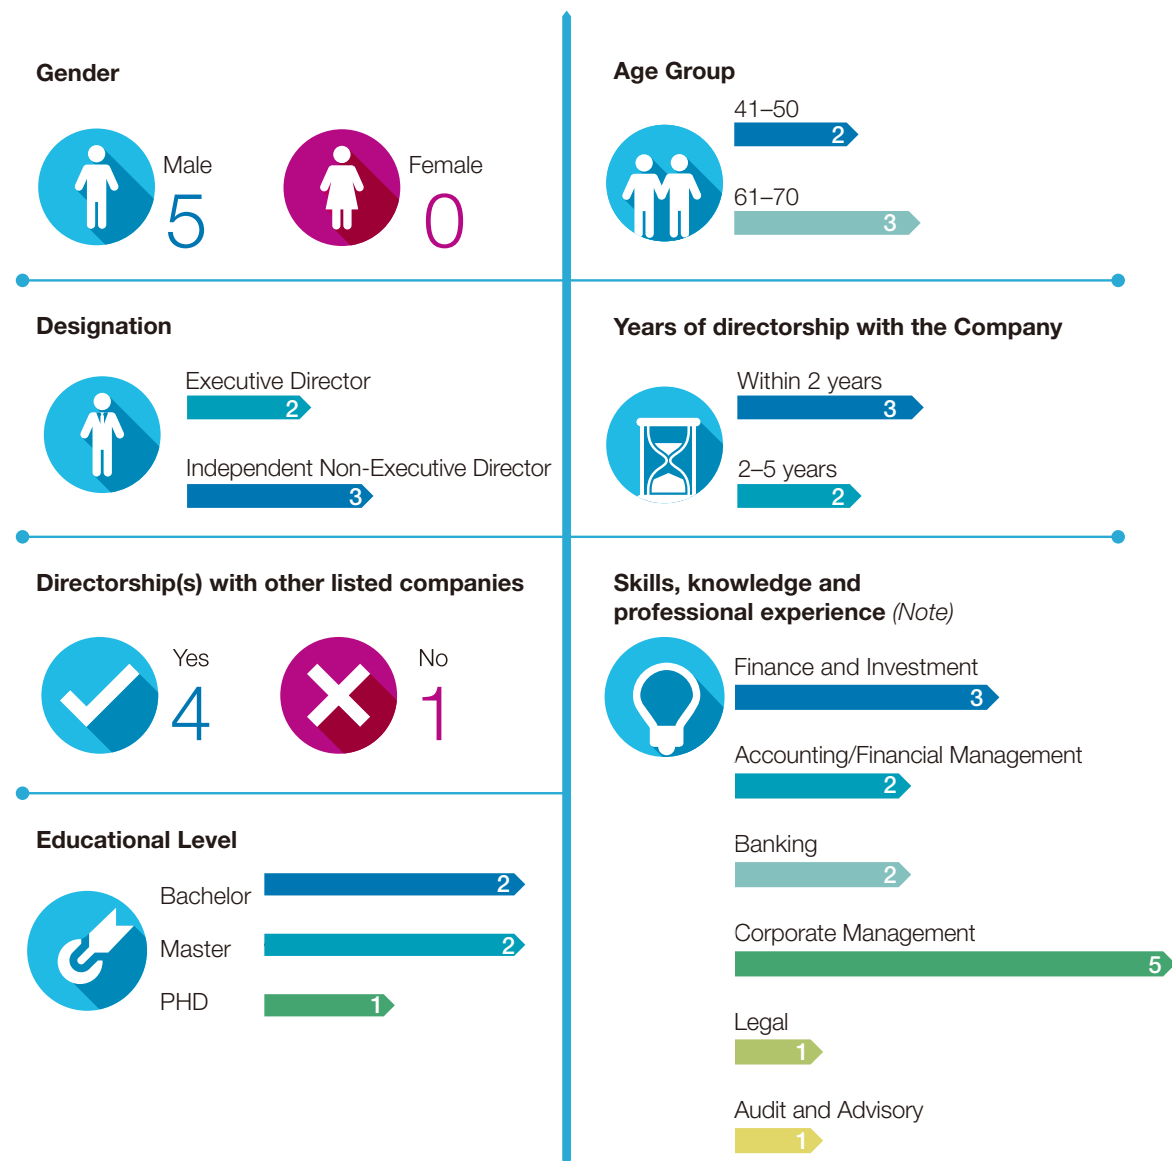 Gender
Male
5
Female
0
Age Group
41–50
2
61–70
3
Designation
Executive Director
2
Independent Non-Executive Director
3
Years of directorship with the Company
Within 2 years
3
2–5 years
2
Directorship(s) with other listed companies
Yes
4
No
1
Educational Level
Bachelor
2
Master
2
PHD
1
Skills, knowledge and
professional experience (Note)
Finance and Investment
3
Accounting/Financial Management
2
Banking
2
Corporate Management
5
Legal
1
Audit and Advisory
1